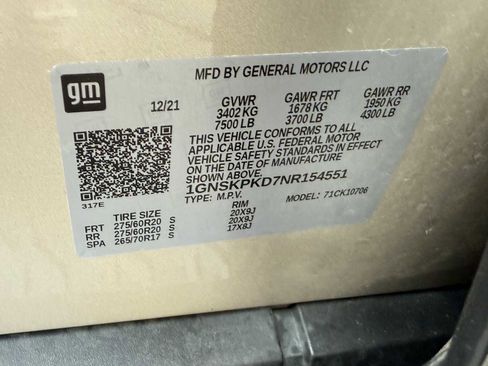 gm
MFD BY GENERAL MOTORS LLC
12/21 GVWR GAWR FRT GAWR RR
3402 KG 1678 KG 1950 KG
7500 LB 3700 LB 4300 LB
THIS VEHICLE CONFORMS TO ALL
APPLICABLE U.S. FEDERAL MOTOR
VEHICLE SAFETY STANDARDS IN EFFECT
ON THE DATE OF MANUFACTURE SHOWN ABOVE.
1GNSKPKD7NR154551
317E TYPE: M.P.V. MODEL: 71CK10706
TIRE SIZE RIM
FRT 275/60R20 S 20X9J
RR 275/60R20 S 20X9J
SPA 265/70R17 S 17X8J